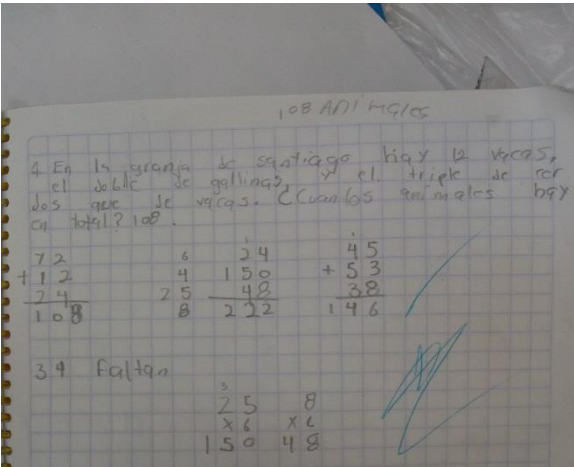 108 ANIMALES
4 En la granja de santiago hay 12 vacas,
el doble de gallinas, y el triple de cer
dos que de vacas. ¿Cuantos animales hay
en total? 108.
72 6 24 45
+12 4 150 +53
24 25 48 38
108 8 222 146
34 Faltan
3
25 8
x6 x6
150 48